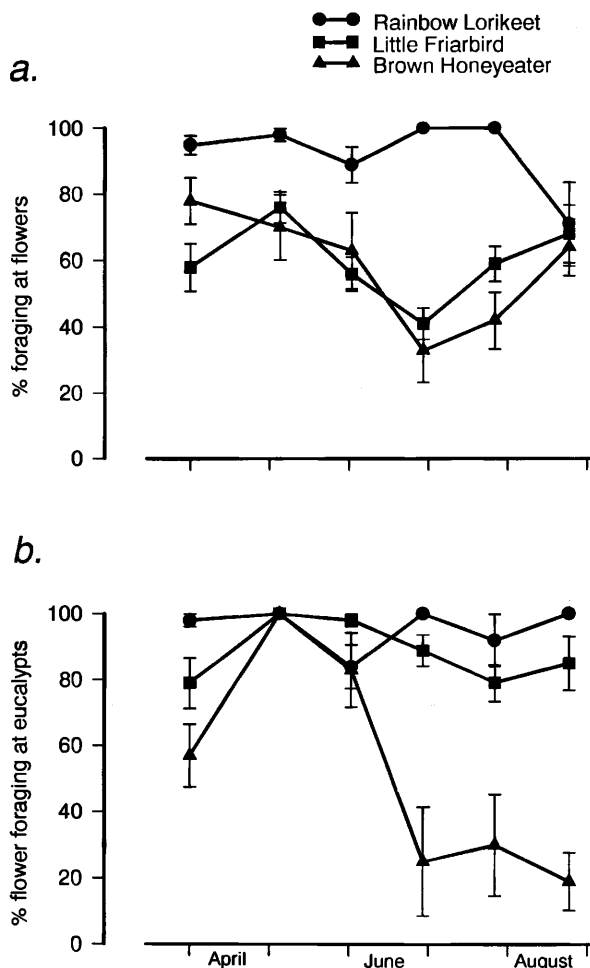 Rainbow Lorikeet
Little Friarbird
Brown Honeyeater
a.
100
80
60
40
20
0
% foraging at flowers
b.
100
80
60
40
20
0
% flower foraging at eucalypts
April June August